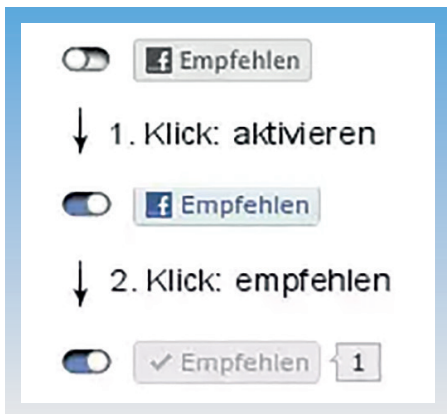 Empfehlen
1. Klick: aktivieren
Empfehlen
2. Klick: empfehlen
Empfehlen 1